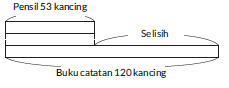 Pensil 53 kancing
Selisih
Buku catatan 120 kancing